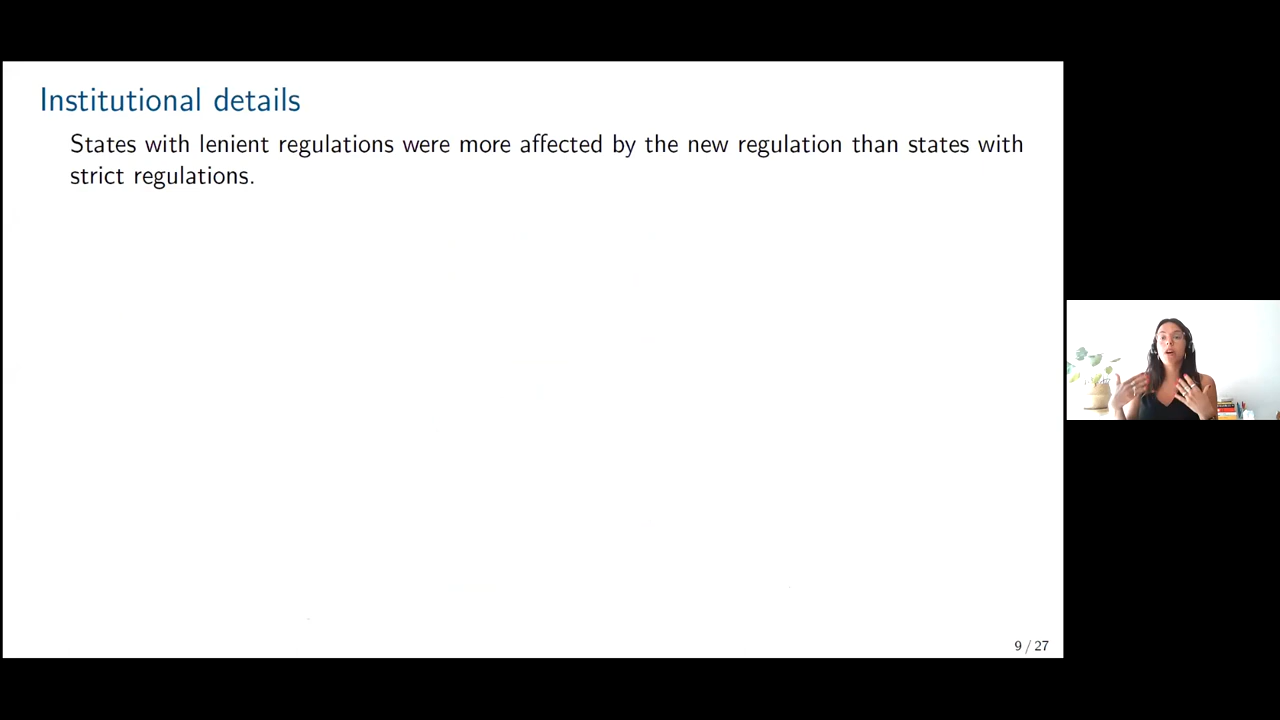 Institutional details
States with lenient regulations were more affected by the new regulation than states with
strict regulations.
9 / 27